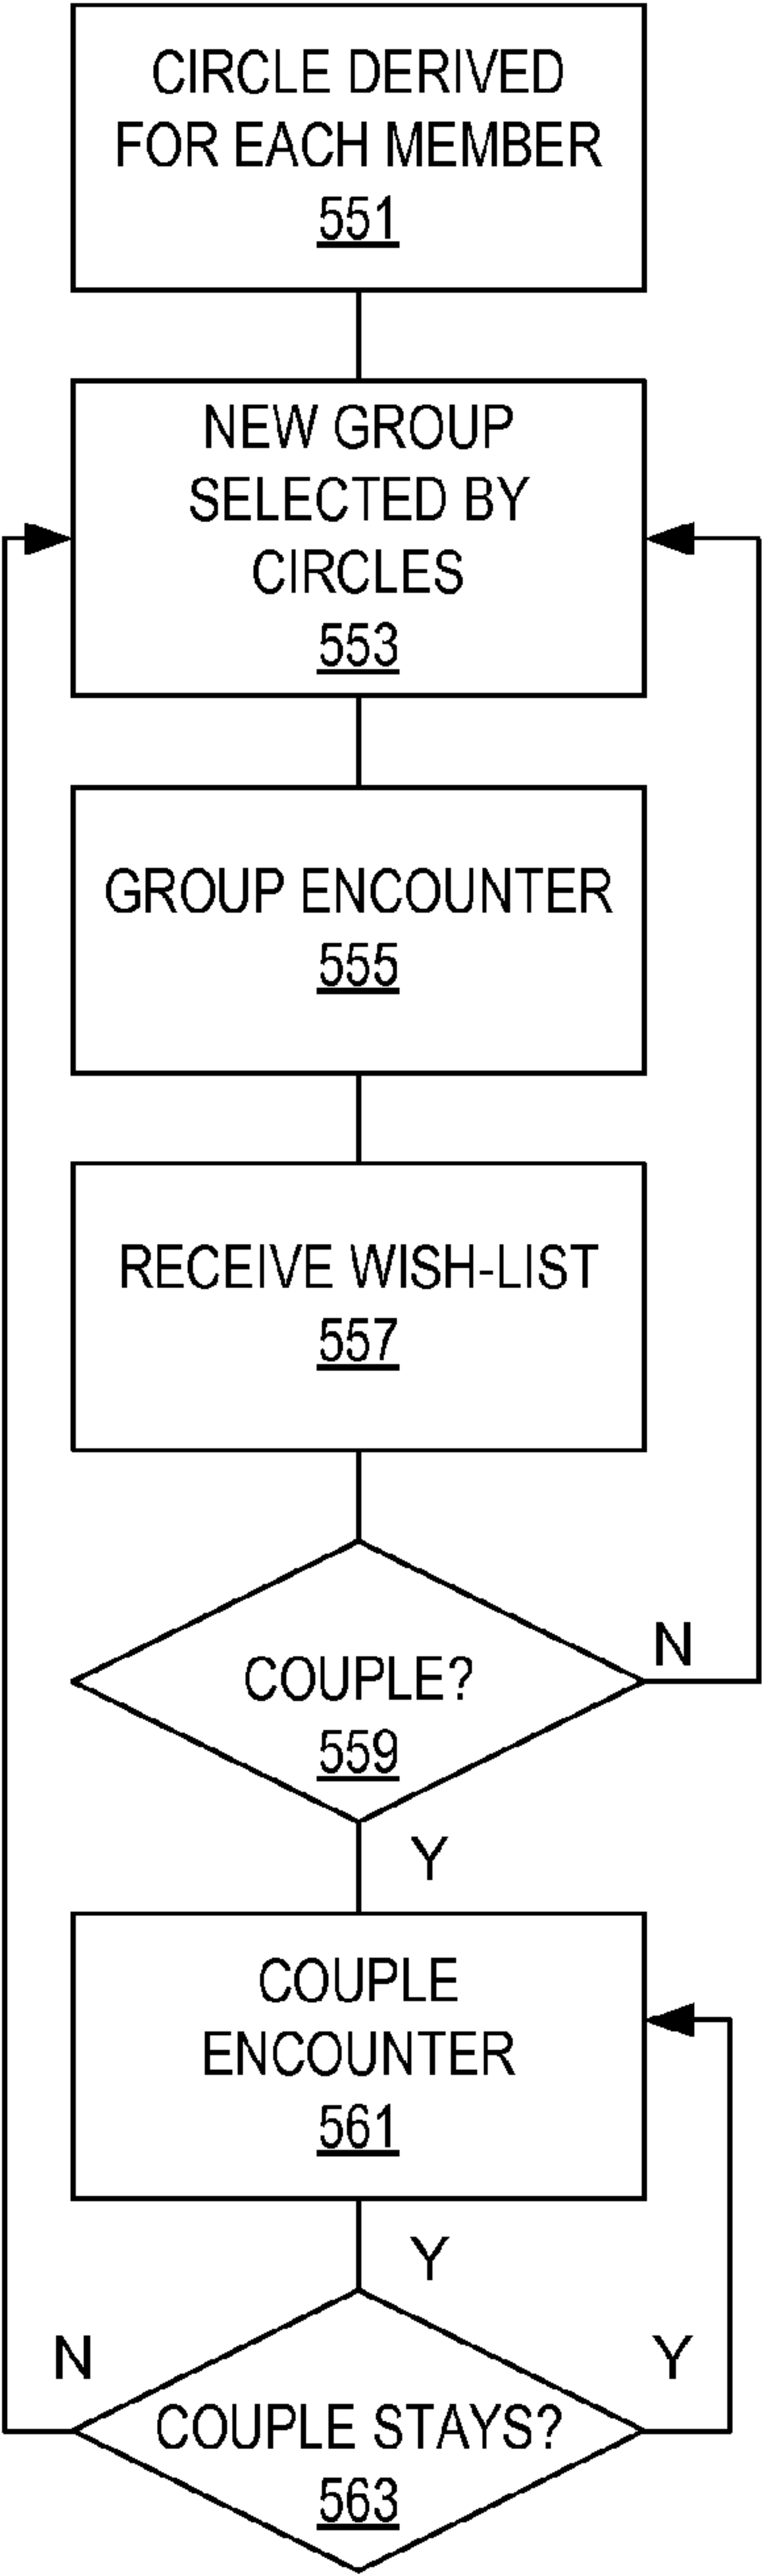 CIRCLE DERIVED
FOR EACH MEMBER
551
NEW GROUP
SELECTED BY
CIRCLES
553
GROUP ENCOUNTER
555
RECEIVE WISH-LIST
557
N
COUPLE?
559
Y
COUPLE
ENCOUNTER
561
Y
N
Y
COUPLE STAYS?
563